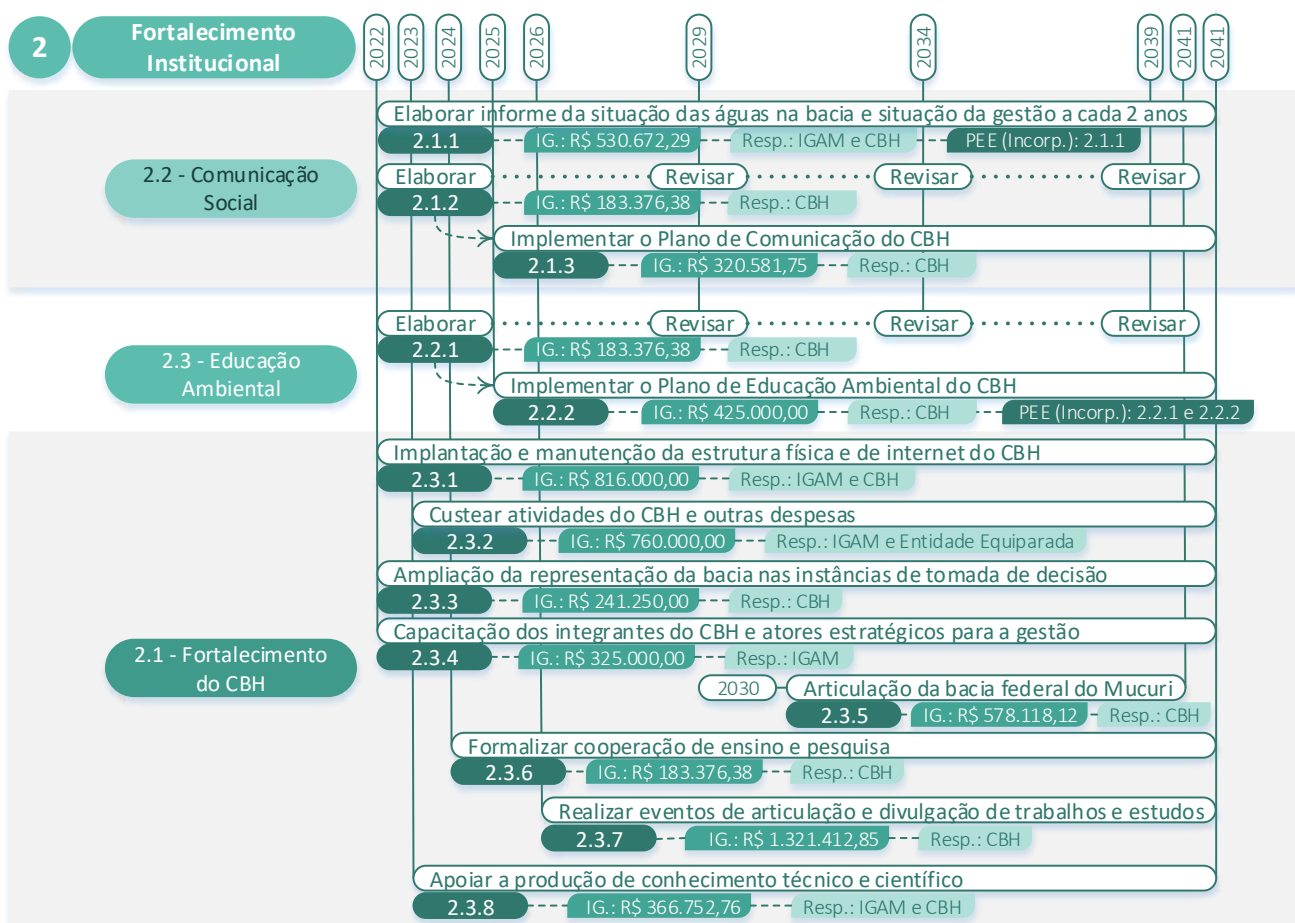 2
Fortalecimento
Institucional
2022
2023
2024
2025
2026
2029
2034
2039
2041
2041
2.2 - Comunicação
Social
Elaborar informe da situação das águas na bacia e situação da gestão a cada 2 anos
2.1.1 IG.: R$ 530.672,29 Resp.: IGAM e CBH PEE (Incorp.): 2.1.1
Elaborar Revisar Revisar Revisar
2.1.2 IG.: R$ 183.376,38 Resp.: CBH
Implementar o Plano de Comunicação do CBH
2.1.3 IG.: R$ 320.581,75 Resp.: CBH
2.3 - Educação
Ambiental
Elaborar Revisar Revisar Revisar
2.2.1 IG.: R$ 183.376,38 Resp.: CBH
Implementar o Plano de Educação Ambiental do CBH
2.2.2 IG.: R$ 425.000,00 Resp.: CBH PEE (Incorp.): 2.2.1 e 2.2.2
2.1 - Fortalecimento
do CBH
Implantação e manutenção da estrutura física e de internet do CBH
2.3.1 IG.: R$ 816.000,00 Resp.: IGAM e CBH
Custear atividades do CBH e outras despesas
2.3.2 IG.: R$ 760.000,00 Resp.: IGAM e Entidade Equiparada
Ampliação da representação da bacia nas instâncias de tomada de decisão
2.3.3 IG.: R$ 241.250,00 Resp.: CBH
Capacitação dos integrantes do CBH e atores estratégicos para a gestão
2.3.4 IG.: R$ 325.000,00 Resp.: IGAM
2030 Articulação da bacia federal do Mucuri
2.3.5 IG.: R$ 578.118,12 Resp.: CBH
Formalizar cooperação de ensino e pesquisa
2.3.6 IG.: R$ 183.376,38 Resp.: CBH
Realizar eventos de articulação e divulgação de trabalhos e estudos
2.3.7 IG.: R$ 1.321.412,85 Resp.: CBH
Apoiar a produção de conhecimento técnico e científico
2.3.8 IG.: R$ 366.752,76 Resp.: IGAM e CBH